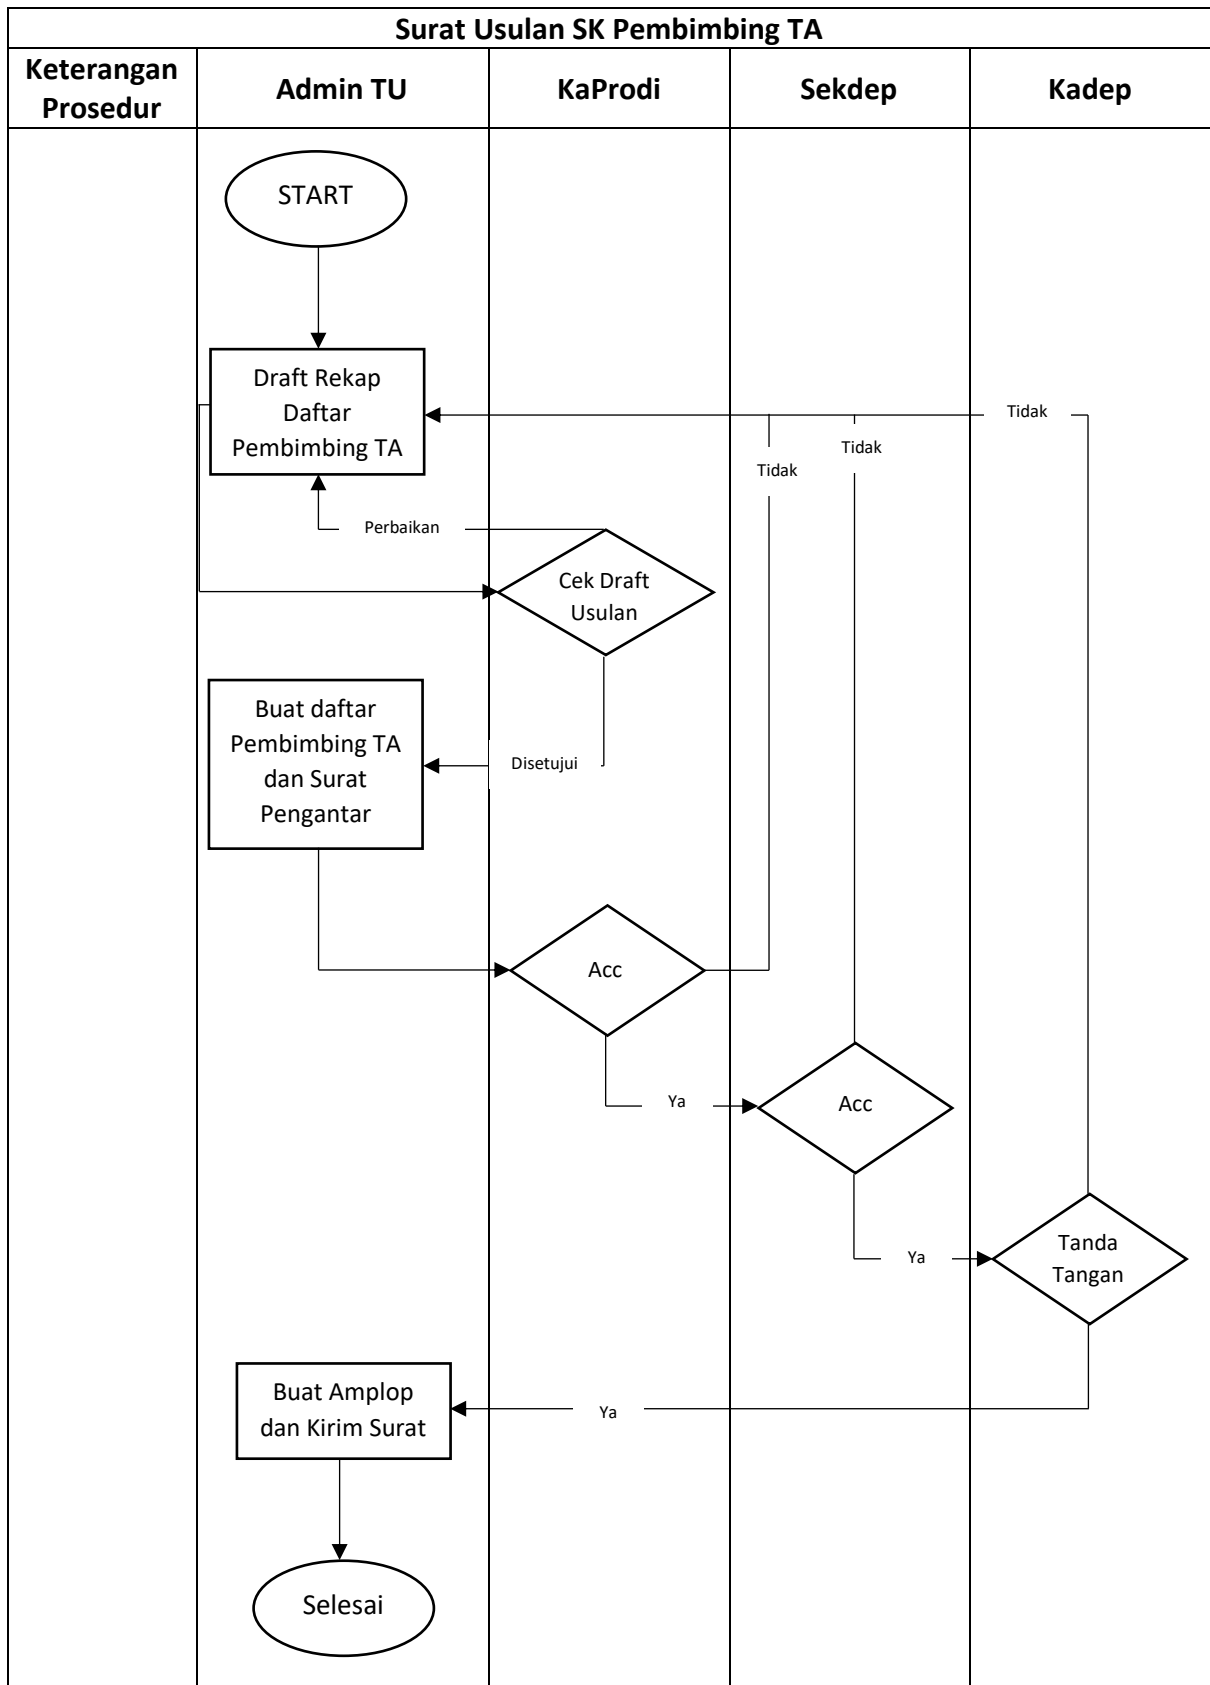 Surat Usulan SK Pembimbing TA
Keterangan
Prosedur
Admin TU
KaProdi
Sekdep
Kadep
START
Draft Rekap
Daftar
Pembimbing TA
Tidak
Tidak
Tidak
Perbaikan
Cek Draft
Usulan
Buat daftar
Pembimbing TA
dan Surat
Pengantar
Disetujui
Acc
Ya
Acc
Ya
Tanda
Tangan
Buat Amplop
dan Kirim Surat
Ya
Selesai